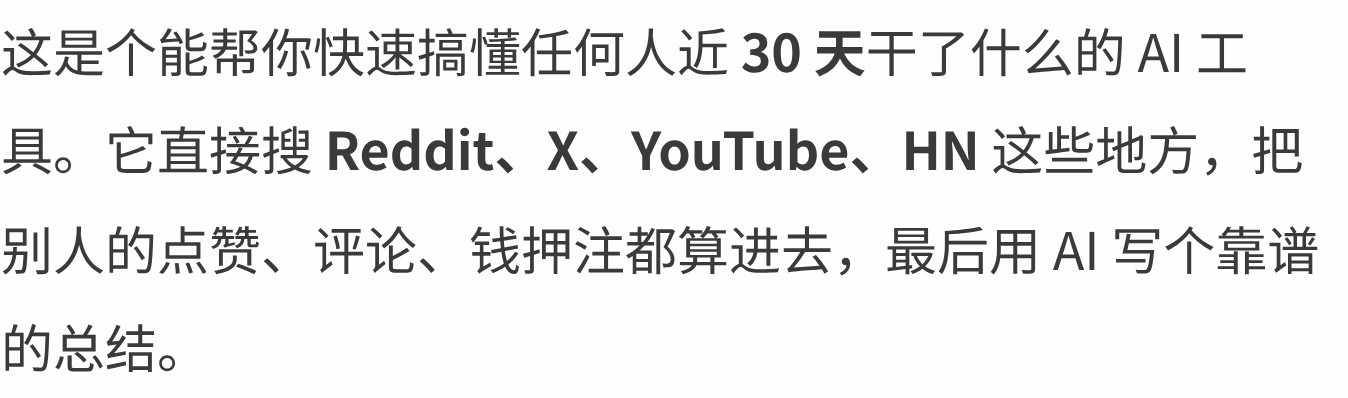 这是个能帮你快速搞懂任何人近 30 天干了什么的 AI 工
具。它直接搜 Reddit、X、YouTube、HN 这些地方，把
别人的点赞、评论、钱押注都算进去，最后用 AI 写个靠谱
的总结。